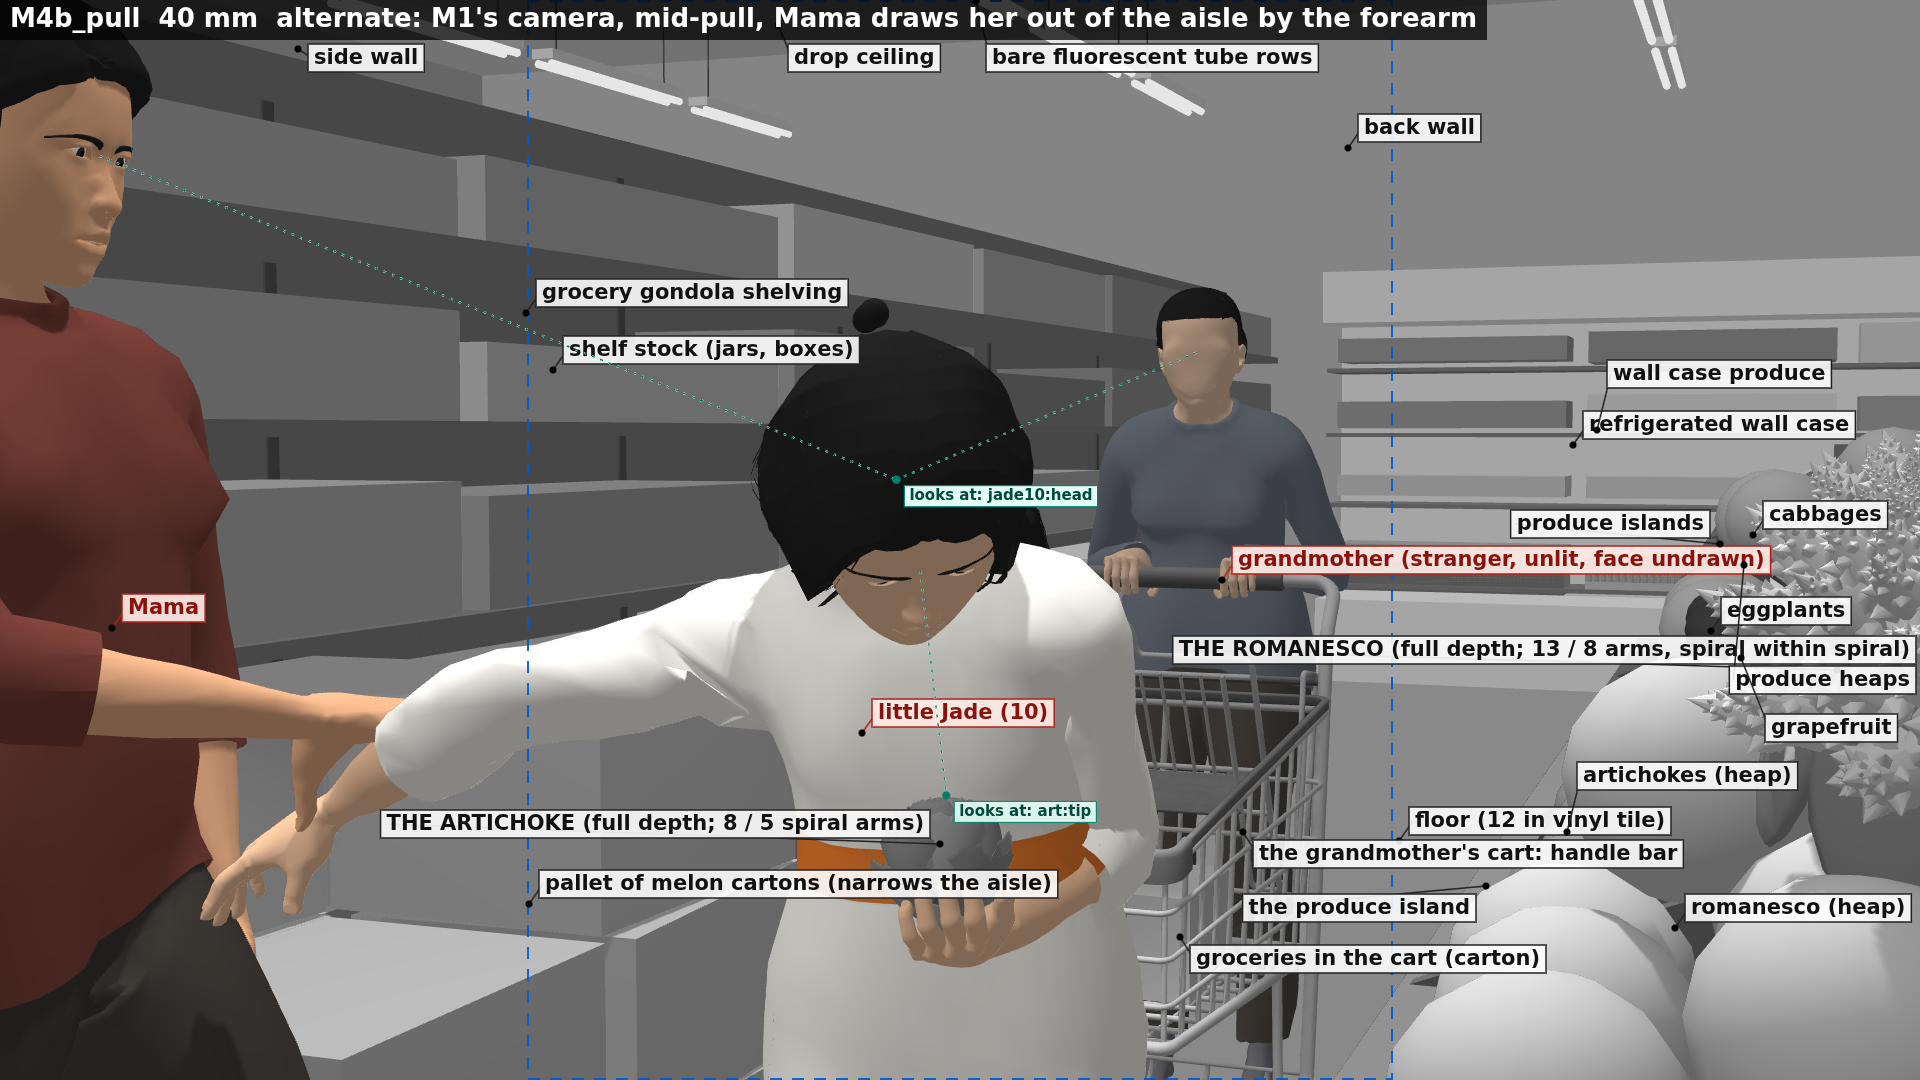 M4b_pull  40 mm  alternate: M1's camera, mid-pull, Mama draws her out of the aisle by the forearm
side wall
drop ceiling
bare fluorescent tube rows
back wall
grocery gondola shelving
shelf stock (jars, boxes)
wall case produce
refrigerated wall case
looks at: jade10:head
cabbages
produce islands
grandmother (stranger, unlit, face undrawn)
Mama
eggplants
THE ROMANESCO (full depth; 13 / 8 arms, spiral within spiral)
produce heaps
little Jade (10)
grapefruit
artichokes (heap)
looks at: art:tip
THE ARTICHOKE (full depth; 8 / 5 spiral arms)
floor (12 in vinyl tile)
the grandmother's cart: handle bar
pallet of melon cartons (narrows the aisle)
the produce island
romanesco (heap)
groceries in the cart (carton)